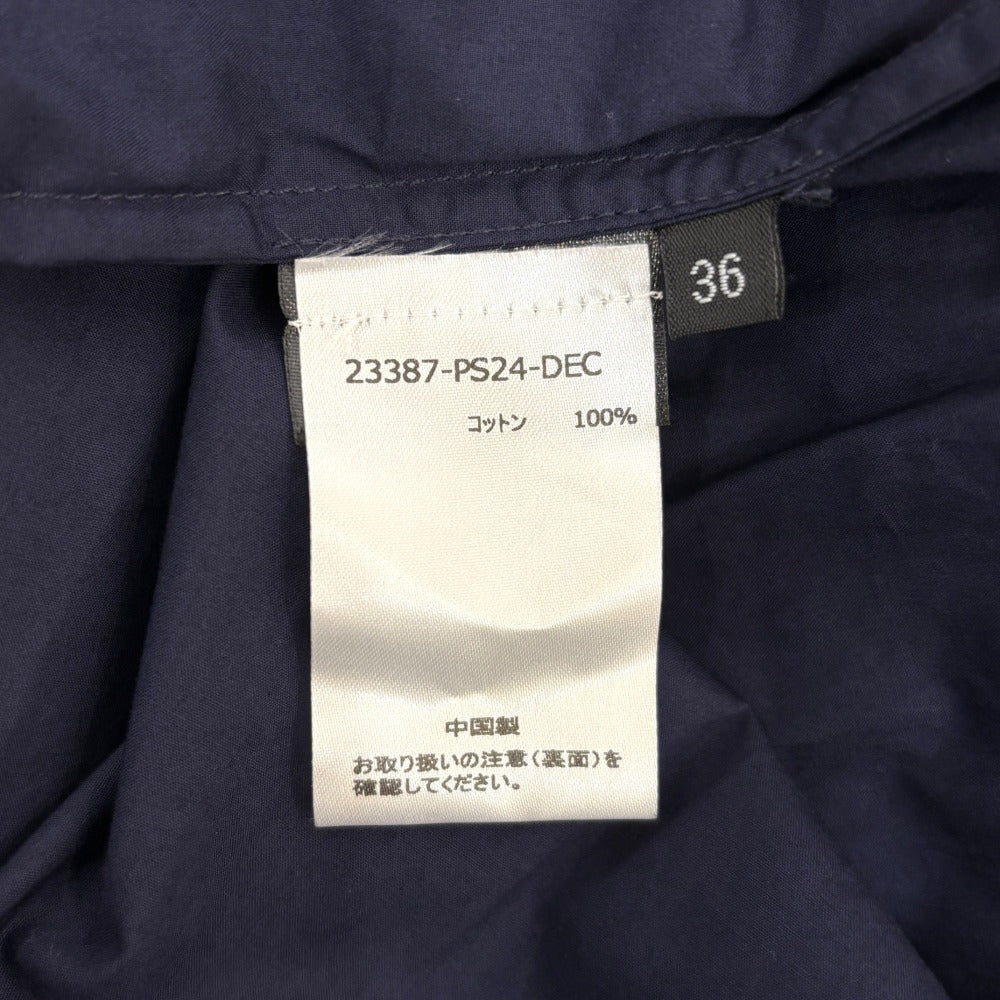 36
23387-PS24-DEC
コットン 100%
中国製
お取り扱いの注意(裏面)を
確認してください。